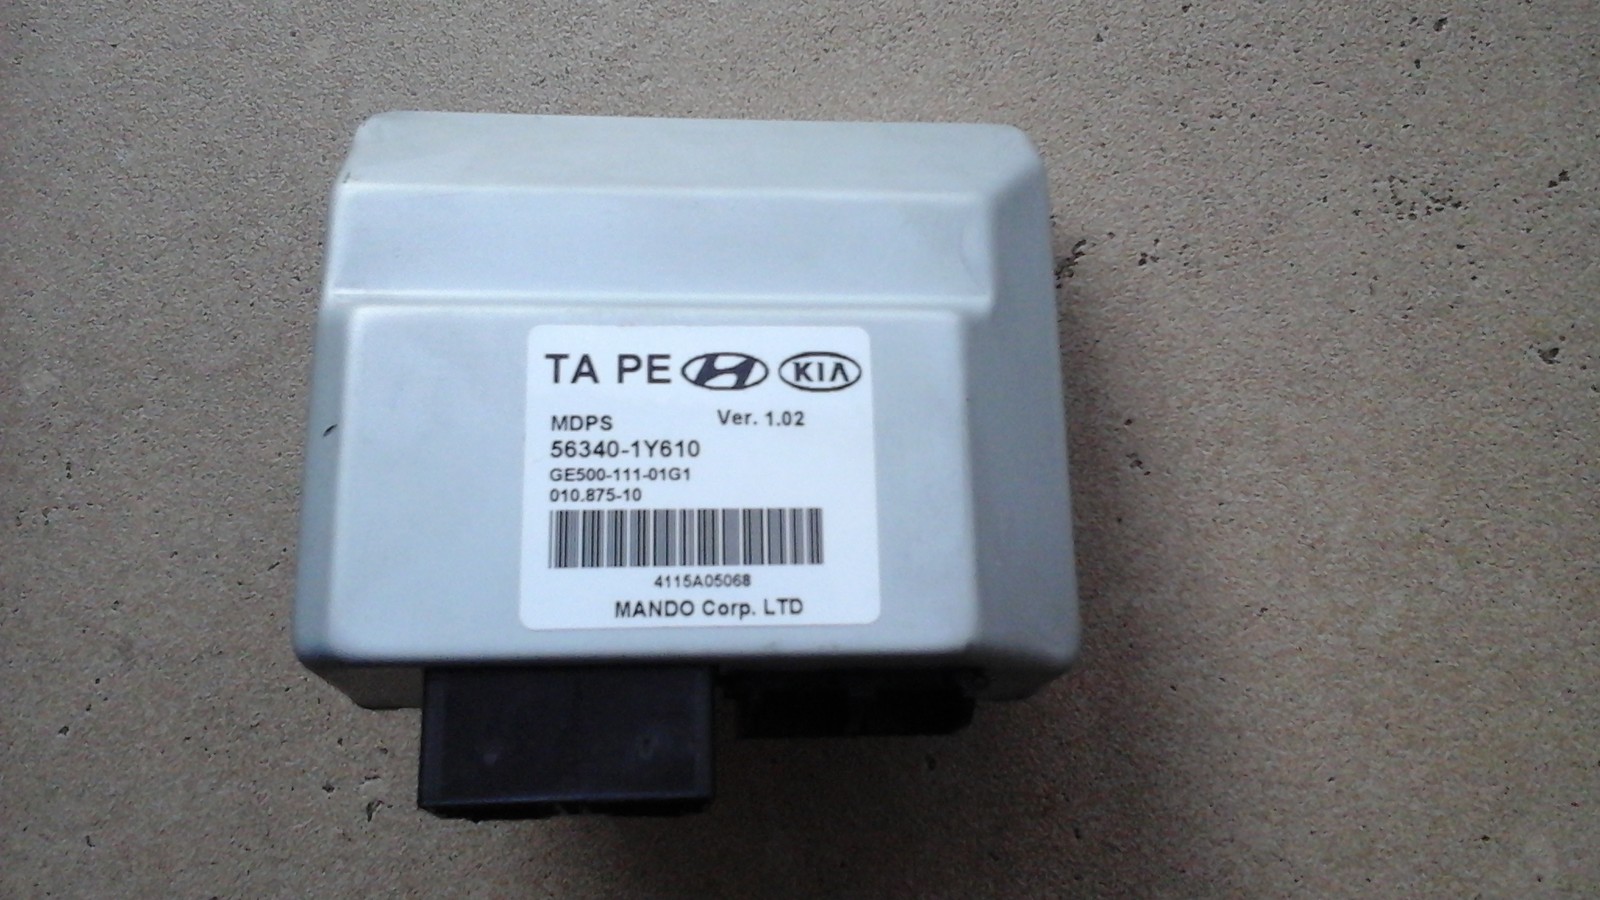 TA PE KIA
MDPS Ver. 1.02
56340-1Y610
GE500-111-01G1
010.875-10
4115A05068
MANDO Corp. LTD